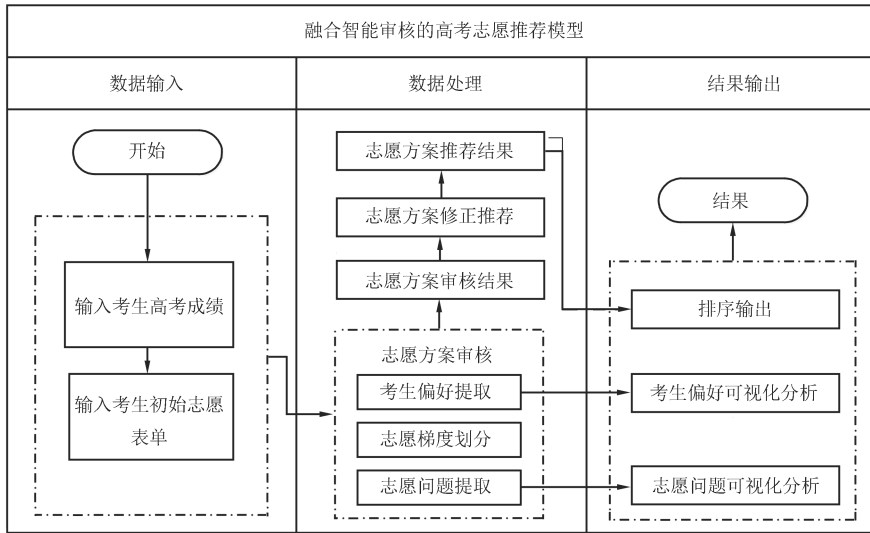 融合智能审核的高考志愿推荐模型
数据输入
数据处理
结果输出
开始
输入考生高考成绩
输入考生初始志愿
表单
志愿方案推荐结果
志愿方案修正推荐
志愿方案审核结果
志愿方案审核
考生偏好提取
志愿梯度划分
志愿问题提取
结果
排序输出
考生偏好可视化分析
志愿问题可视化分析